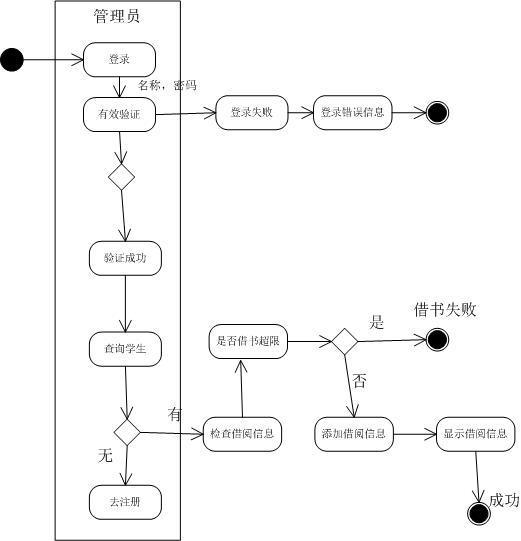 管理员
登录
名称，密码
有效验证
登录失败
登录错误信息
验证成功
借书失败
是
查询学生
是否借书超限
否
有
检查借阅信息
添加借阅信息
显示借阅信息
无
去注册
成功